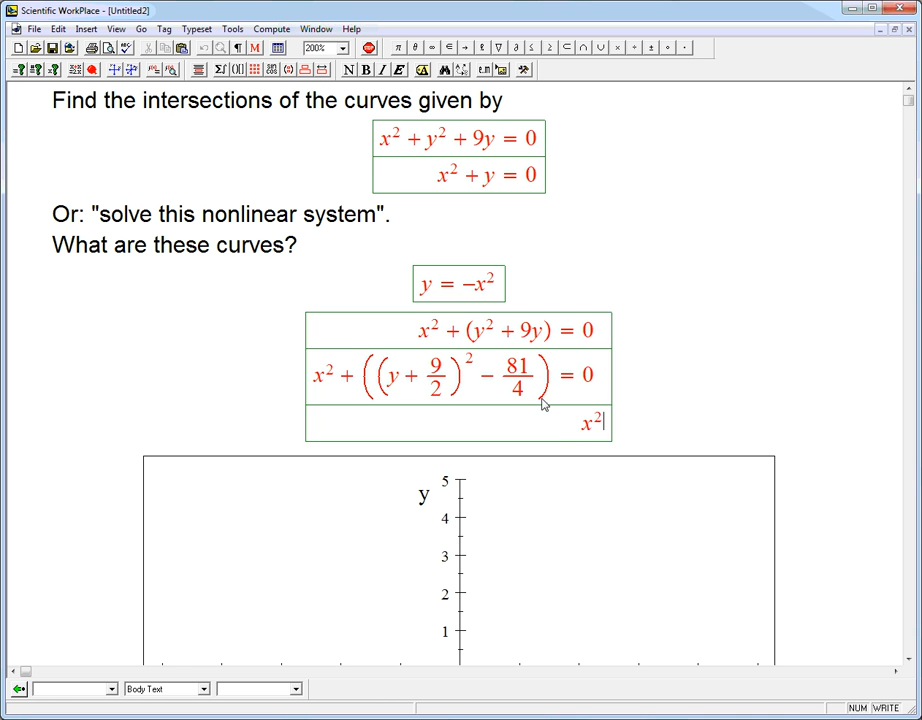 Scientific WorkPlace - [Untitled2]
File Edit Insert View Go Tag Typeset Tools Compute Window Help
200%
Find the intersections of the curves given by
x² + y² + 9y = 0
x² + y = 0
Or: "solve this nonlinear system".
What are these curves?
y = −x²
x² + (y² + 9y) = 0
x² + ((y + 9/2)² − 81/4) = 0
x²
y
5
4
3
2
1
Body Text
NUM WRITE